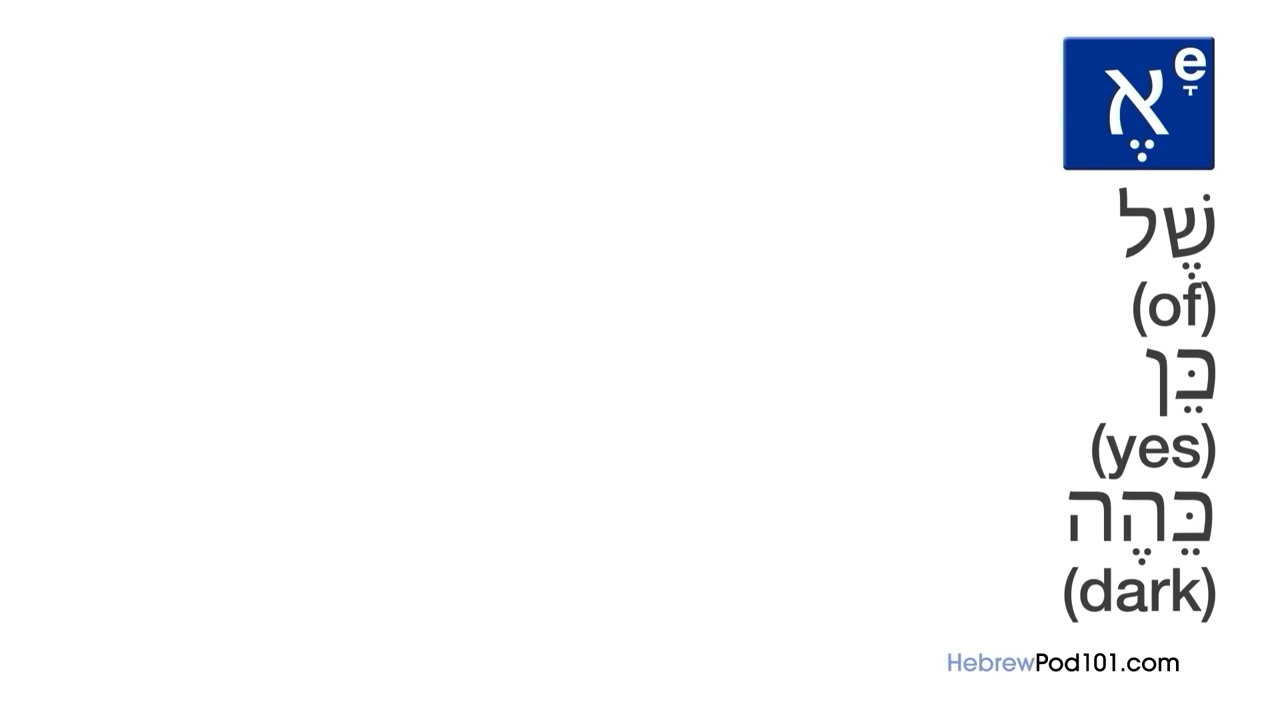 אֶ e̞
שֶׁל
(of)
כֵּן
(yes)
כֵּהֶה
(dark)
HebrewPod101.com